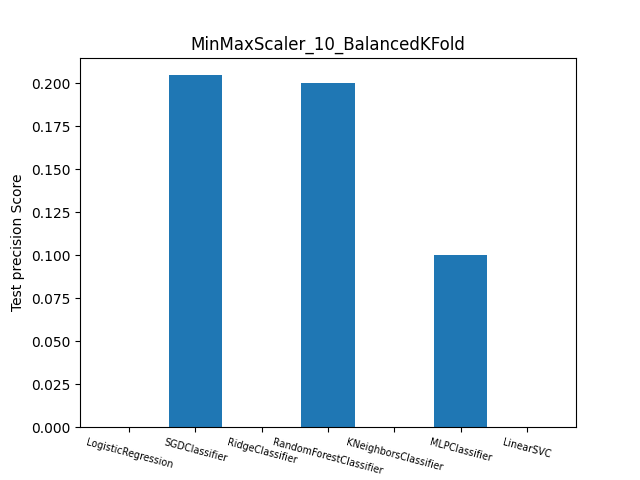 MinMaxScaler_10_BalancedKFold
Test precision Score
0.200
0.175
0.150
0.125
0.100
0.075
0.050
0.025
0.000
LogisticRegression
SGDClassifier
RidgeClassifier
RandomForestClassifier
KNeighborsClassifier
MLPClassifier
LinearSVC